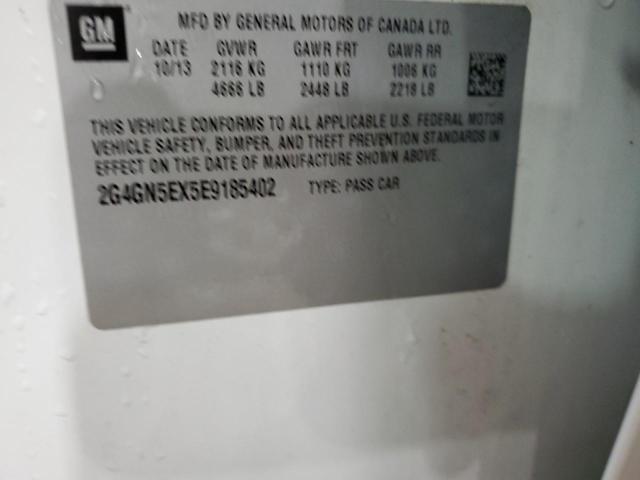 GM
MFD BY GENERAL MOTORS OF CANADA LTD.
DATE GVWR GAWR FRT GAWR RR
10/13 2116 KG 1110 KG 1006 KG
4666 LB 2448 LB 2218 LB
THIS VEHICLE CONFORMS TO ALL APPLICABLE U.S. FEDERAL MOTOR
VEHICLE SAFETY, BUMPER, AND THEFT PREVENTION STANDARDS IN
EFFECT ON THE DATE OF MANUFACTURE SHOWN ABOVE.
2G4GN5EX5E9185402 TYPE: PASS CAR